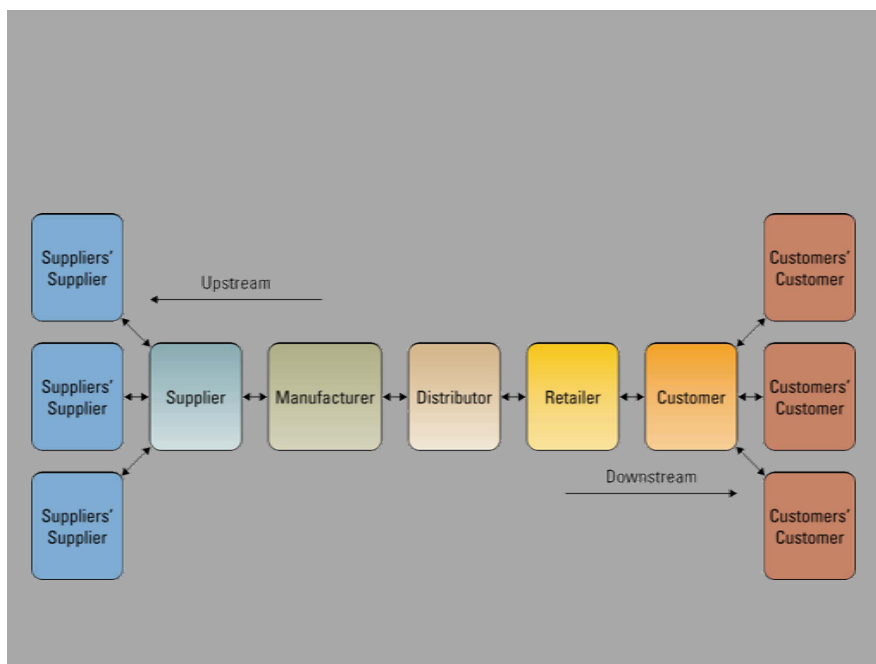 Suppliers'
Supplier
Customers'
Customer
Upstream
Suppliers'
Supplier
Supplier
Manufacturer
Distributor
Retailer
Customer
Customers'
Customer
Downstream
Suppliers'
Supplier
Customers'
Customer